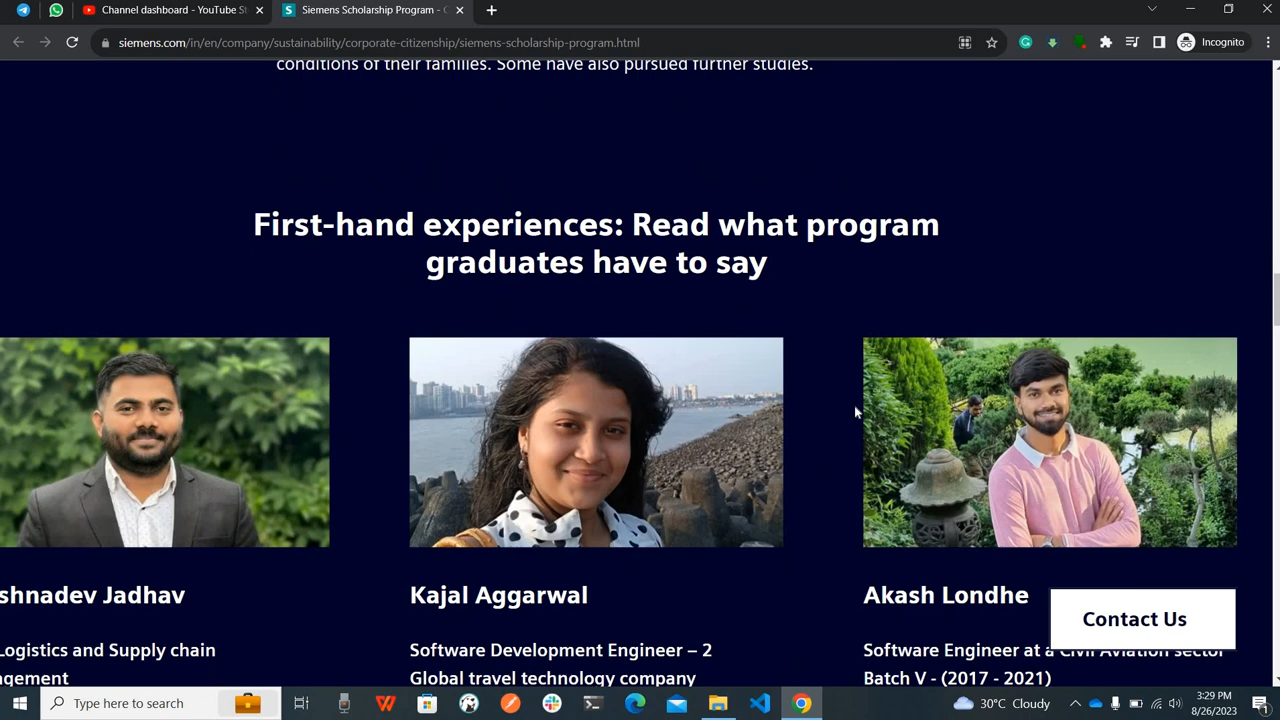 Channel dashboard - YouTube St
Siemens Scholarship Program -
siemens.com/in/en/company/sustainability/corporate-citizenship/siemens-scholarship-program.html
Incognito
conditions of their families. Some have also pursued further studies.
First-hand experiences: Read what program
graduates have to say
shnadev Jadhav
Kajal Aggarwal
Akash Londhe
Contact Us
Logistics and Supply chain
agement
Software Development Engineer – 2
Global travel technology company
Software Engineer at a Civil Aviation sector
Batch V - (2017 - 2021)
Type here to search
30°C Cloudy
3:29 PM
8/26/2023